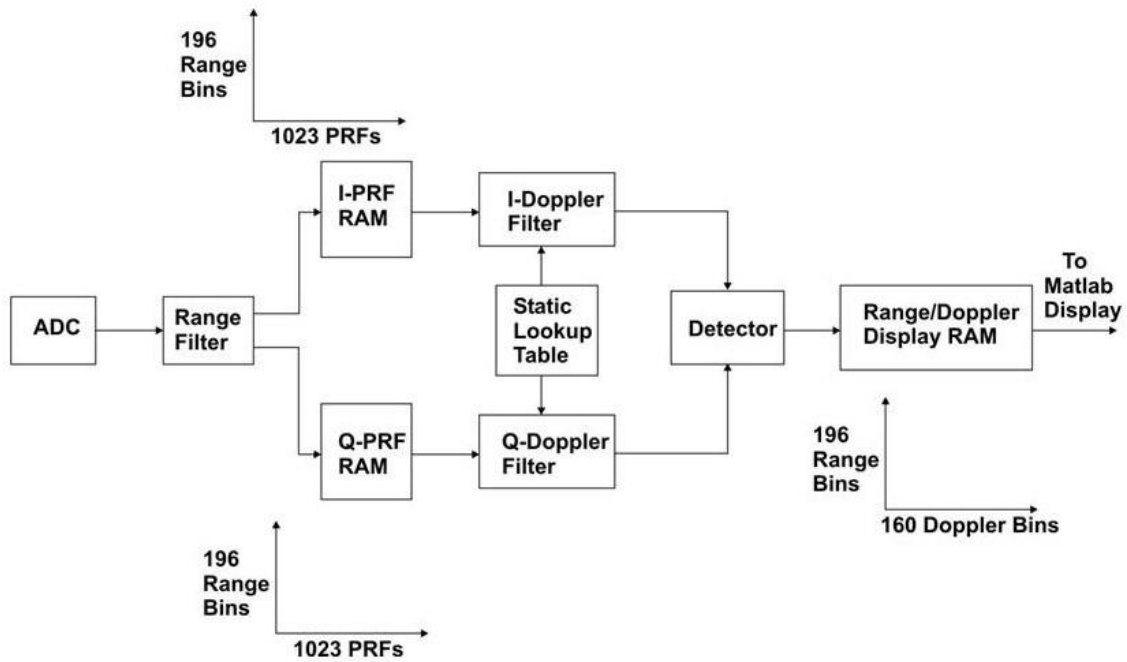 196
Range
Bins
1023 PRFs
I-PRF
RAM
I-Doppler
Filter
ADC
Range
Filter
Static
Lookup
Table
Detector
Range/Doppler
Display RAM
To
Matlab
Display
Q-PRF
RAM
Q-Doppler
Filter
196
Range
Bins
160 Doppler Bins
196
Range
Bins
1023 PRFs